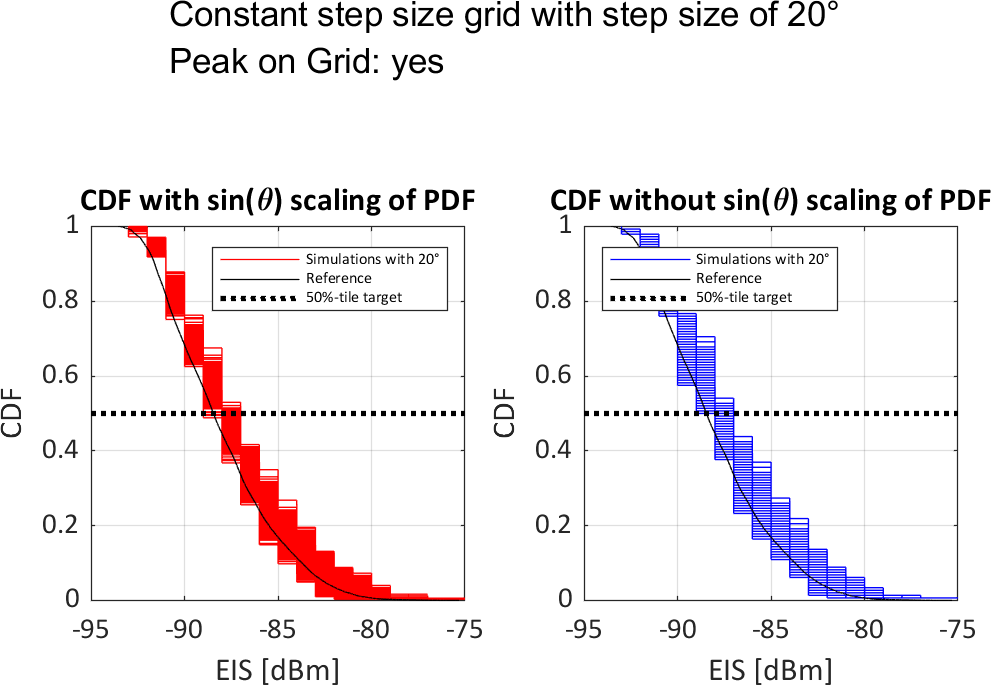 Constant step size grid with step size of 20°
Peak on Grid: yes
CDF with sin(θ) scaling of PDF
1
0.8
0.6
0.4
0.2
0
CDF
Simulations with 20°
Reference
50%-tile target
-95
-90
-85
-80
-75
EIS [dBm]
CDF without sin(θ) scaling of PDF
1
0.8
0.6
0.4
0.2
0
CDF
Simulations with 20°
Reference
50%-tile target
-95
-90
-85
-80
-75
EIS [dBm]